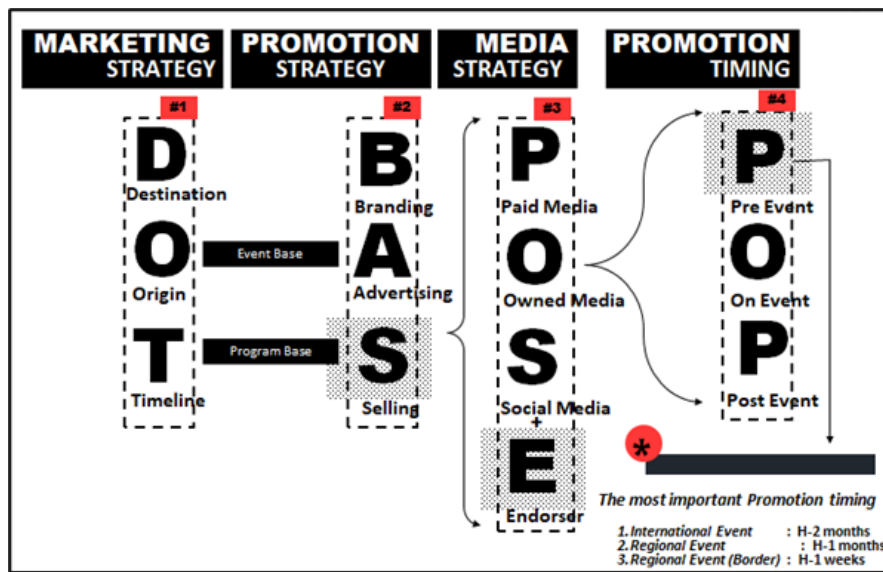 MARKETING
STRATEGY
PROMOTION
STRATEGY
MEDIA
STRATEGY
PROMOTION
TIMING
#1
D
Destination
O
Origin
T
Timeline
Event Base
Program Base
#2
B
Branding
A
Advertising
S
Selling
#3
P
Paid Media
O
Owned Media
S
Social Media
+
E
Endorser
#4
P
Pre Event
O
On Event
P
Post Event
*
The most important Promotion timing
1. International Event : H-2 months
2. Regional Event : H-1 months
3. Regional Event (Border) : H-1 weeks